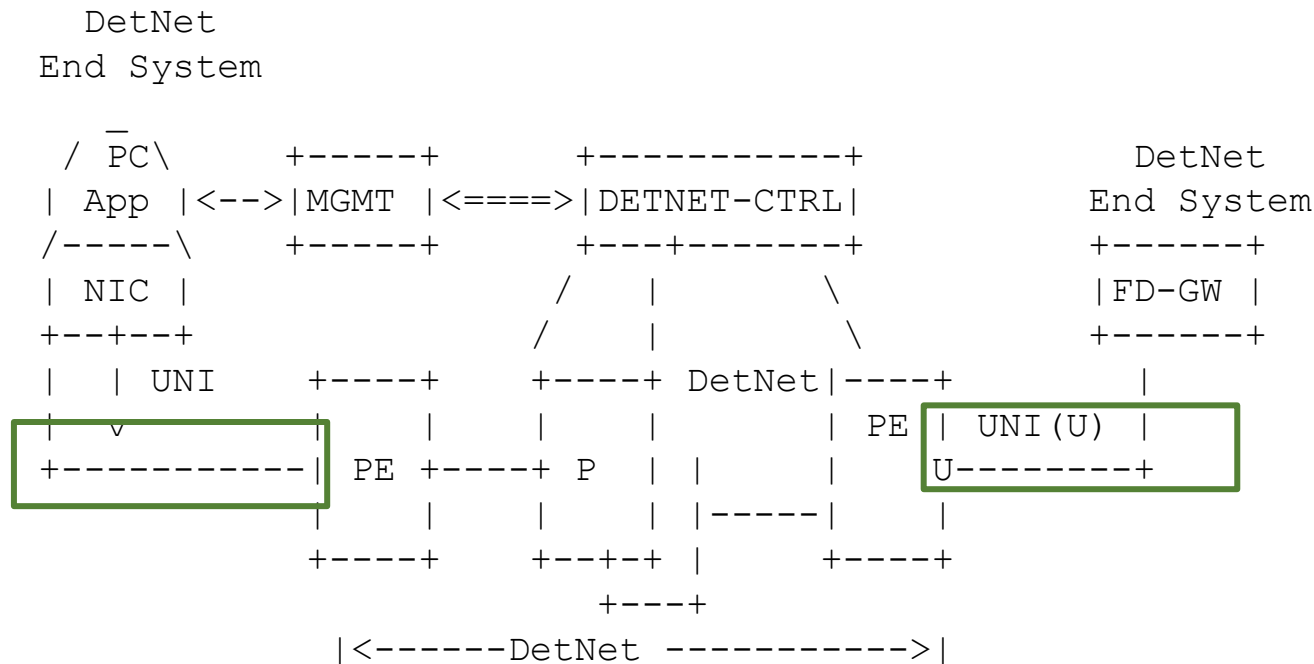 DetNet
End System
_
/ PC\ +-----+ +-----------+ DetNet
| App |<-->|MGMT |<====>|DETNET-CTRL| End System
/-----\ +-----+ +---+-------+ +------+
| NIC | / | \ |FD-GW |
+--+--+ / | \ +------+
| | UNI +----+ +----+ DetNet|----+ |
| v | | | | | PE | UNI(U) |
+-----------| PE +----+ P | | | U--------+
| | | | |-----| |
+----+ +--+-+ | +----+
+---+
|<------DetNet ----------->|